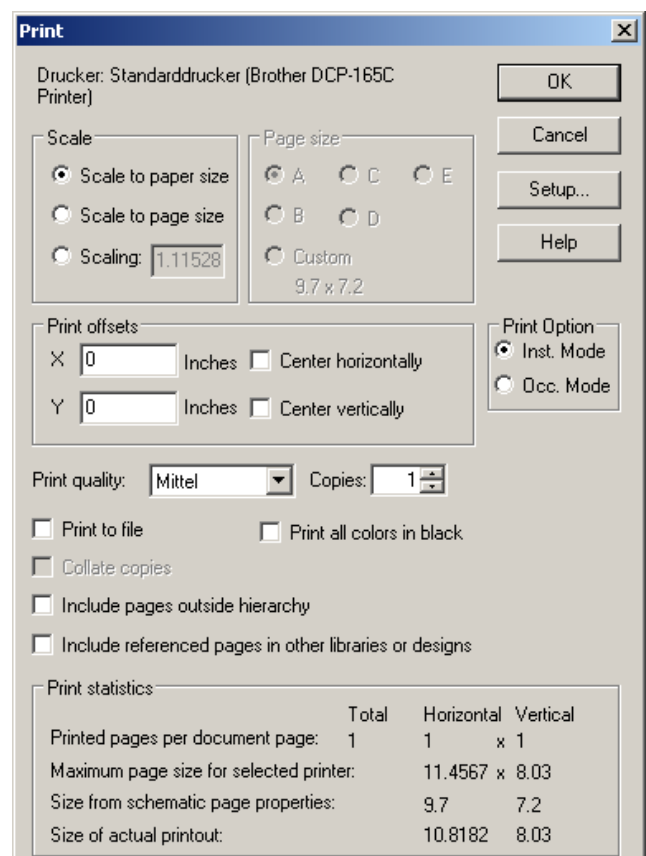 Print
Drucker: Standarddrucker (Brother DCP-165C
Printer)
OK
Cancel
Setup...
Help
Scale
Scale to paper size
Scale to page size
Scaling: 1.11528
Page size
A C E
B D
Custom
9.7 x 7.2
Print offsets
X 0 Inches Center horizontally
Y 0 Inches Center vertically
Print Option
Inst. Mode
Occ. Mode
Print quality: Mittel Copies: 1
Print to file Print all colors in black
Collate copies
Include pages outside hierarchy
Include referenced pages in other libraries or designs
Print statistics
Total Horizontal Vertical
Printed pages per document page: 1 1 x 1
Maximum page size for selected printer: 11.4567 x 8.03
Size from schematic page properties: 9.7 7.2
Size of actual printout: 10.8182 8.03